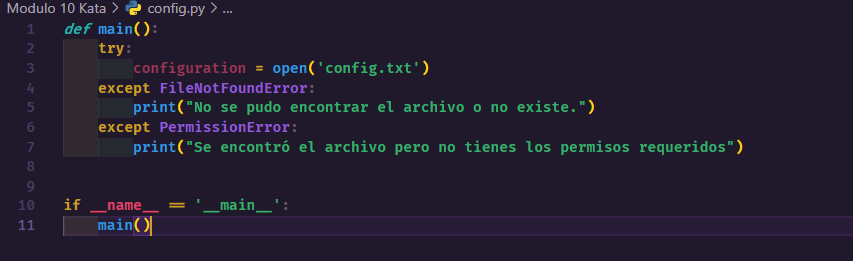 Modulo 10 Kata > config.py > ...
1 def main():
2     try:
3         configuration = open('config.txt')
4     except FileNotFoundError:
5         print("No se pudo encontrar el archivo o no existe.")
6     except PermissionError:
7         print("Se encontró el archivo pero no tienes los permisos requeridos")
8
9
10 if __name__ == '__main__':
11     main()